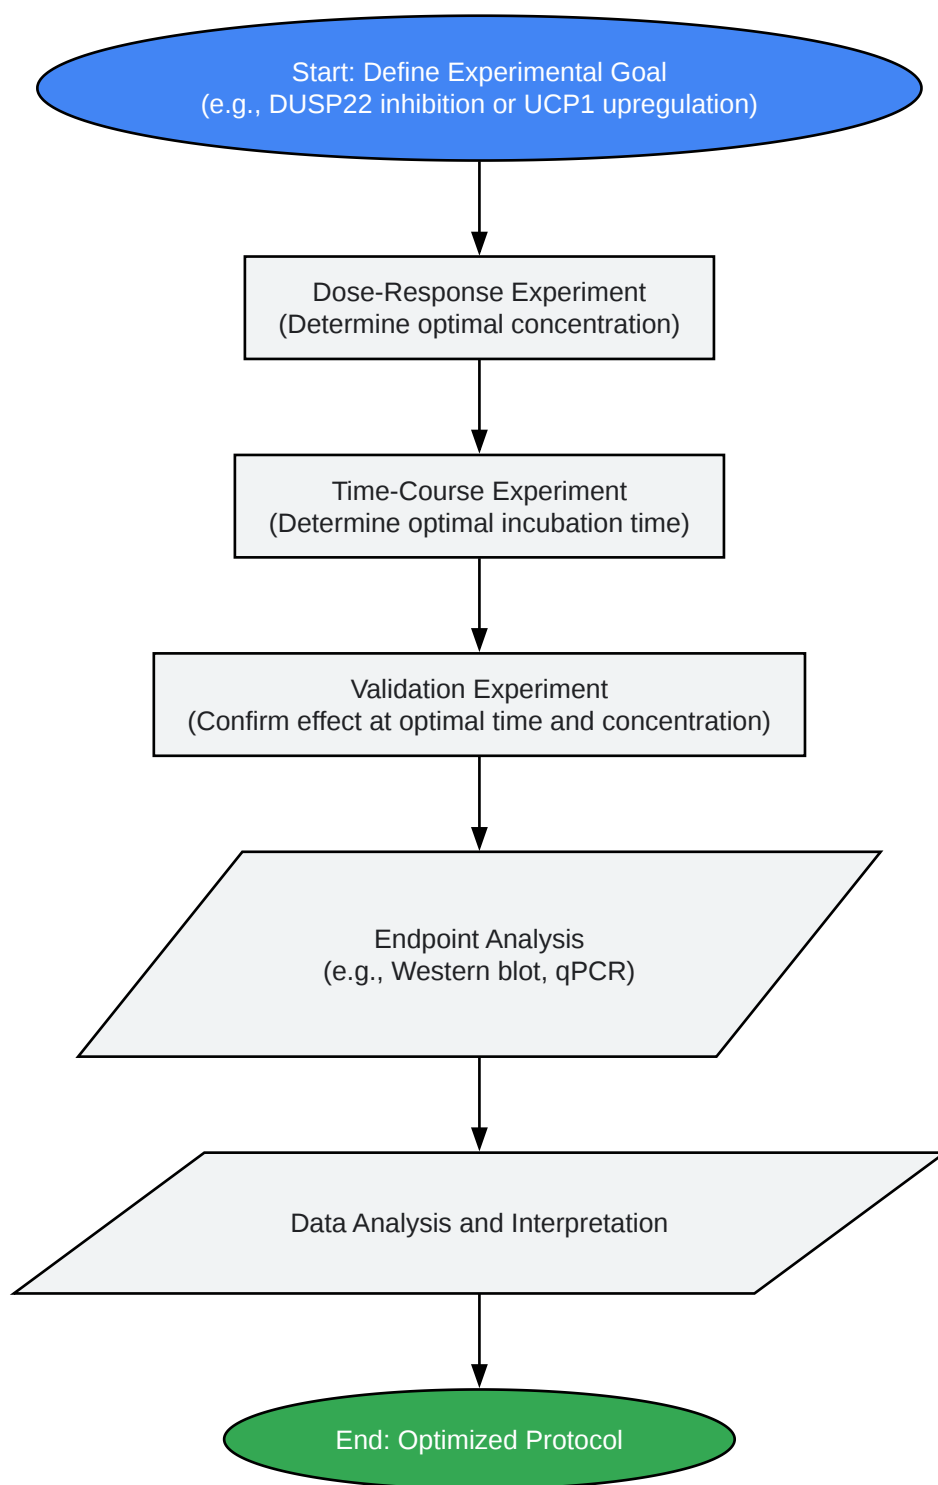 Start: Define Experimental Goal
(e.g., DUSP22 inhibition or UCP1 upregulation)
Dose-Response Experiment
(Determine optimal concentration)
Time-Course Experiment
(Determine optimal incubation time)
Validation Experiment
(Confirm effect at optimal time and concentration)
Endpoint Analysis
(e.g., Western blot, qPCR)
Data Analysis and Interpretation
End: Optimized Protocol